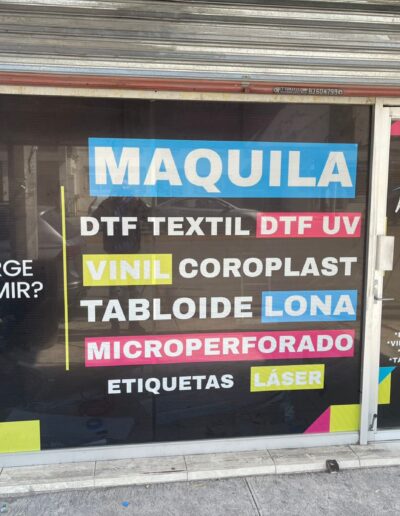 MAQUILA
DTF TEXTIL DTF UV
VINIL COROPLAST
TABLOIDE LONA
MICROPERFORADO
ETIQUETAS LÁSER
RGE
MIR?